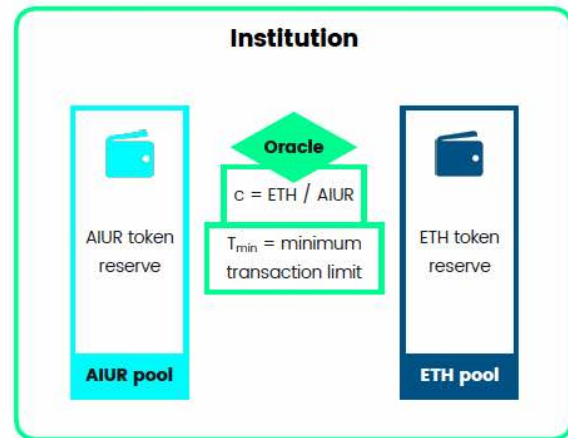 Institution
Oracle
c = ETH / AIUR
Tmin = minimum
transaction limit
AIUR token
reserve
AIUR pool
ETH token
reserve
ETH pool